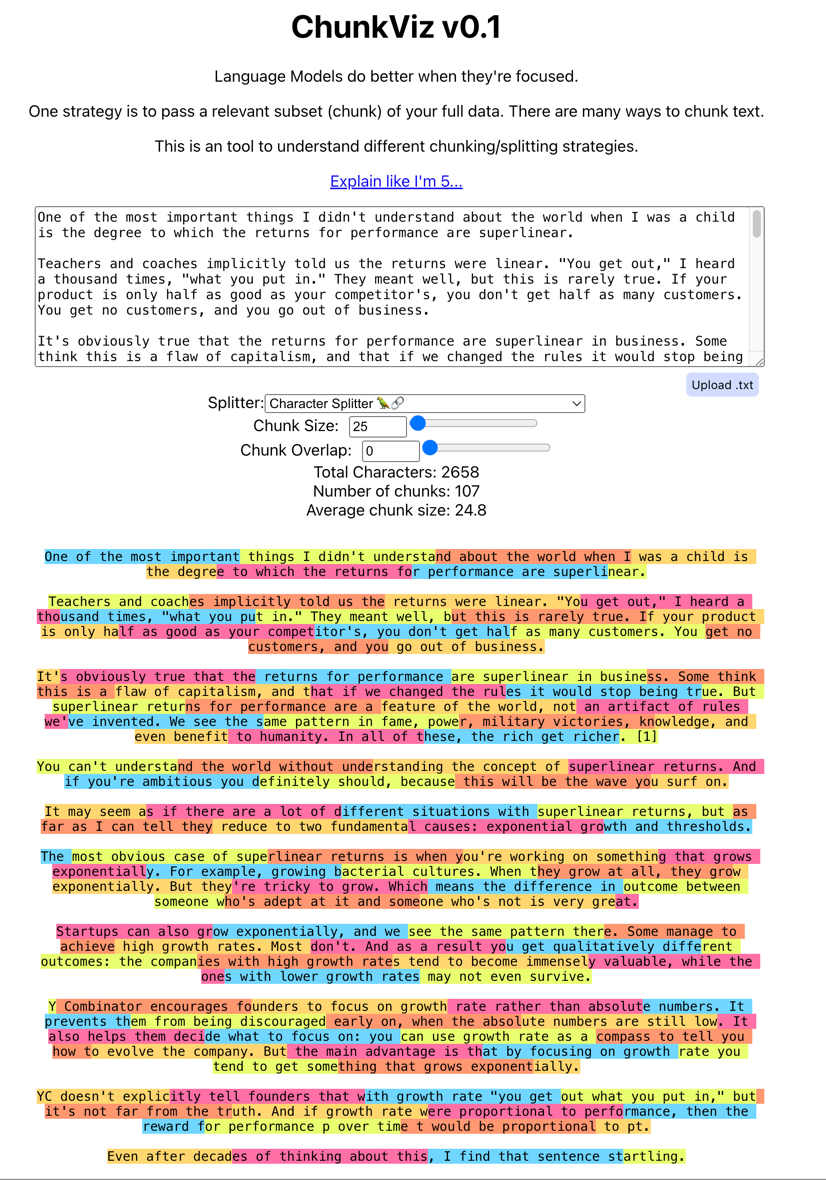 ChunkViz v0.1
Language Models do better when they're focused.
One strategy is to pass a relevant subset (chunk) of your full data. There are many ways to chunk text.
This is an tool to understand different chunking/splitting strategies.
Explain like I'm 5...
One of the most important things I didn't understand about the world when I was a child
is the degree to which the returns for performance are superlinear.
Teachers and coaches implicitly told us the returns were linear. "You get out," I heard
a thousand times, "what you put in." They meant well, but this is rarely true. If your
product is only half as good as your competitor's, you don't get half as many customers.
You get no customers, and you go out of business.
It's obviously true that the returns for performance are superlinear in business. Some
think this is a flaw of capitalism, and that if we changed the rules it would stop being
Upload .txt
Splitter: Character Splitter 🦜🔗
Chunk Size: 25
Chunk Overlap: 0
Total Characters: 2658
Number of chunks: 107
Average chunk size: 24.8
One of the most important things I didn't understand about the world when I was a child is
the degree to which the returns for performance are superlinear.
Teachers and coaches implicitly told us the returns were linear. "You get out," I heard a
thousand times, "what you put in." They meant well, but this is rarely true. If your product
is only half as good as your competitor's, you don't get half as many customers. You get no
customers, and you go out of business.
It's obviously true that the returns for performance are superlinear in business. Some think
this is a flaw of capitalism, and that if we changed the rules it would stop being true. But
superlinear returns for performance are a feature of the world, not an artifact of rules
we've invented. We see the same pattern in fame, power, military victories, knowledge, and
even benefit to humanity. In all of these, the rich get richer. [1]
You can't understand the world without understanding the concept of superlinear returns. And
if you're ambitious you definitely should, because this will be the wave you surf on.
It may seem as if there are a lot of different situations with superlinear returns, but as
far as I can tell they reduce to two fundamental causes: exponential growth and thresholds.
The most obvious case of superlinear returns is when you're working on something that grows
exponentially. For example, growing bacterial cultures. When they grow at all, they grow
exponentially. But they're tricky to grow. Which means the difference in outcome between
someone who's adept at it and someone who's not is very great.
Startups can also grow exponentially, and we see the same pattern there. Some manage to
achieve high growth rates. Most don't. And as a result you get qualitatively different
outcomes: the companies with high growth rates tend to become immensely valuable, while the
ones with lower growth rates may not even survive.
Y Combinator encourages founders to focus on growth rate rather than absolute numbers. It
prevents them from being discouraged early on, when the absolute numbers are still low. It
also helps them decide what to focus on: you can use growth rate as a compass to tell you
how to evolve the company. But the main advantage is that by focusing on growth rate you
tend to get something that grows exponentially.
YC doesn't explicitly tell founders that with growth rate "you get out what you put in," but
it's not far from the truth. And if growth rate were proportional to performance, then the
reward for performance p over time t would be proportional to pt.
Even after decades of thinking about this, I find that sentence startling.